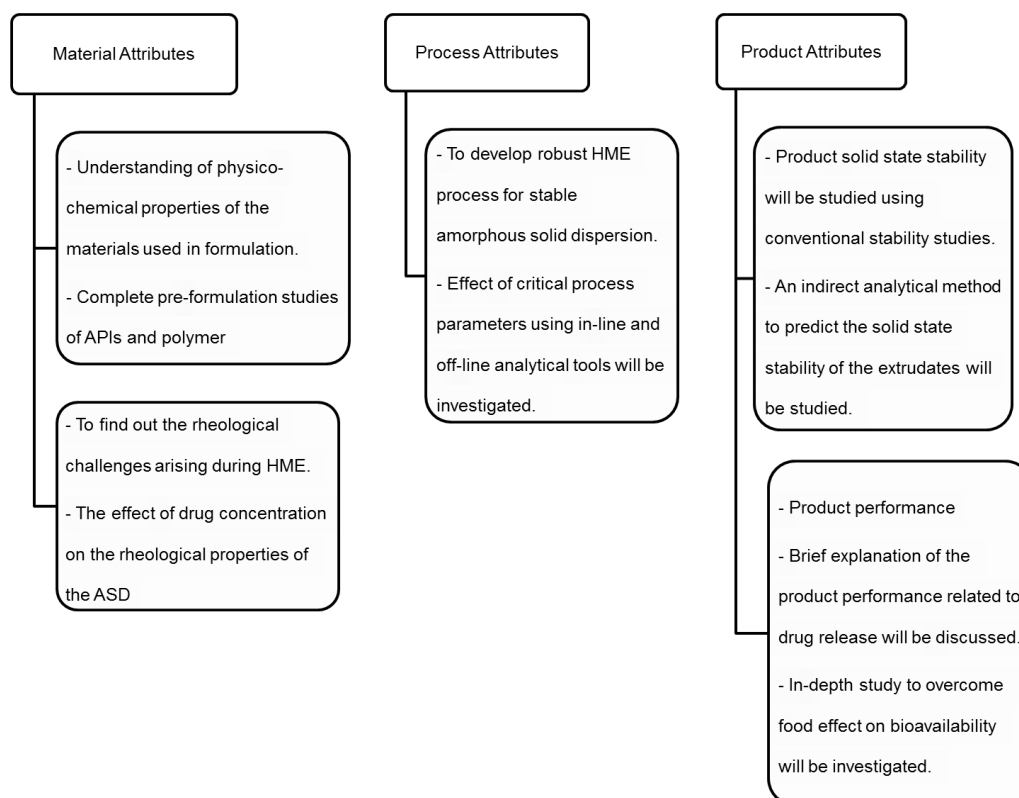 Material Attributes
- Understanding of physico-
chemical properties of the
materials used in formulation.
- Complete pre-formulation studies
of APIs and polymer
- To find out the rheological
challenges arising during HME.
- The effect of drug concentration
on the rheological properties of
the ASD
Process Attributes
- To develop robust HME
process for stable
amorphous solid dispersion.
- Effect of critical process
parameters using in-line and
off-line analytical tools will be
investigated.
Product Attributes
- Product solid state stability
will be studied using
conventional stability studies.
- An indirect analytical method
to predict the solid state
stability of the extrudates will
be studied.
- Product performance
- Brief explanation of the
product performance related to
drug release will be discussed.
- In-depth study to overcome
food effect on bioavailability
will be investigated.